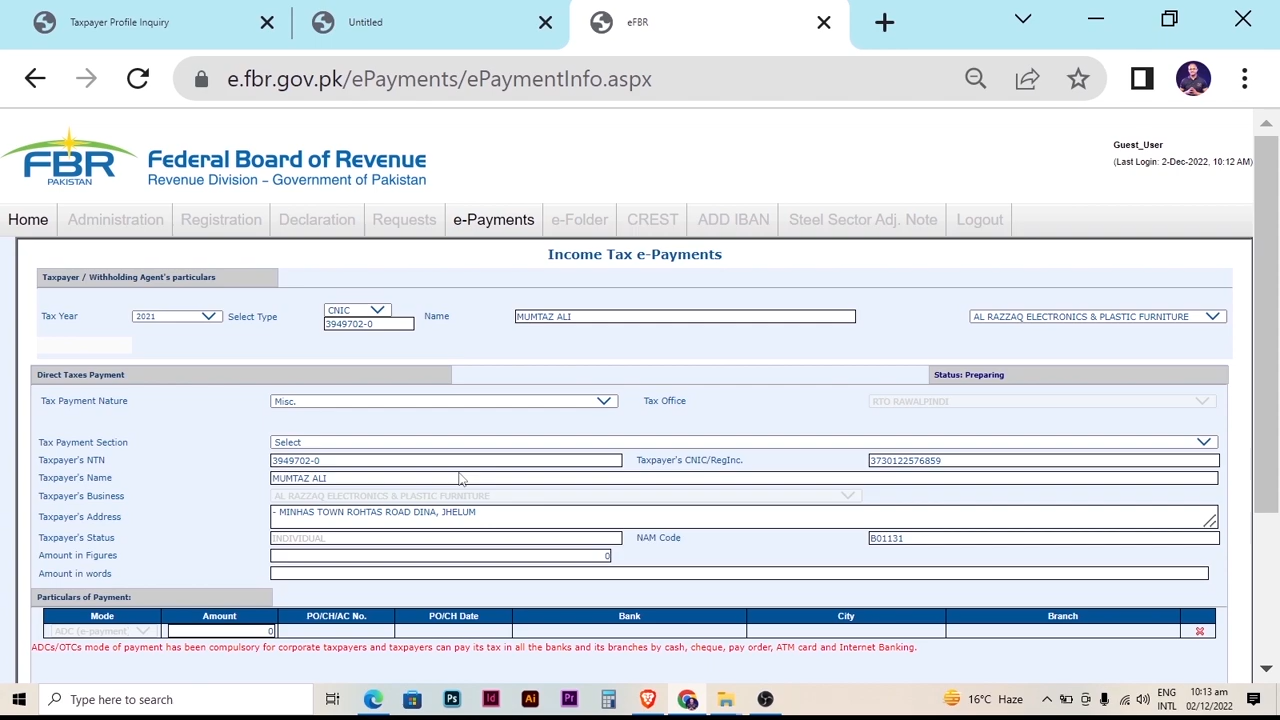 Taxpayer Profile Inquiry
Untitled
eFBR
e.fbr.gov.pk/ePayments/ePaymentInfo.aspx
FBR
PAKISTAN
Federal Board of Revenue
Revenue Division – Government of Pakistan
Guest_User
(Last Login: 2-Dec-2022, 10:12 AM)
Home Administration Registration Declaration Requests e-Payments e-Folder CREST ADD IBAN Steel Sector Adj. Note Logout
Income Tax e-Payments
Taxpayer / Withholding Agent's particulars
Tax Year 2021 Select Type CNIC Name MUMTAZ ALI AL RAZZAQ ELECTRONICS & PLASTIC FURNITURE
3949702-0
Direct Taxes Payment Status: Preparing
Tax Payment Nature Misc. Tax Office RTO RAWALPINDI
Tax Payment Section Select
Taxpayer's NTN 3949702-0 Taxpayer's CNIC/RegInc. 3730122576859
Taxpayer's Name MUMTAZ ALI
Taxpayer's Business AL RAZZAQ ELECTRONICS & PLASTIC FURNITURE
Taxpayer's Address - MINHAS TOWN ROHTAS ROAD DINA, JHELUM
Taxpayer's Status INDIVIDUAL NAM Code B01131
Amount in Figures 0
Amount in words
Particulars of Payment:
Mode Amount PO/CH/AC No. PO/CH Date Bank City Branch
ADC (e-payment) 0
ADCs/OTCs mode of payment has been compulsory for corporate taxpayers and taxpayers can pay its tax in all the banks and its branches by cash, cheque, pay order, ATM card and Internet Banking.
Type here to search
Ps Id Ai Pr
16°C Haze
ENG
INTL
10:13 am
02/12/2022